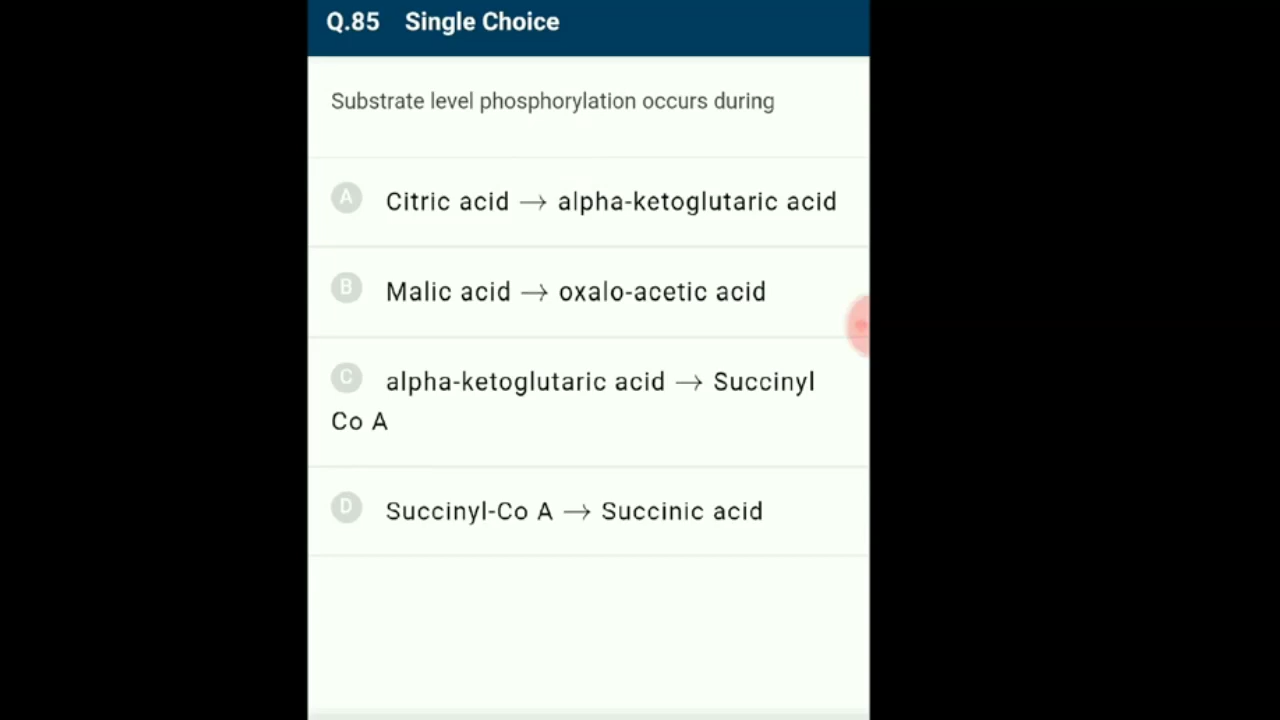 Q.85 Single Choice
Substrate level phosphorylation occurs during
A Citric acid → alpha-ketoglutaric acid
B Malic acid → oxalo-acetic acid
C alpha-ketoglutaric acid → Succinyl
Co A
D Succinyl-Co A → Succinic acid